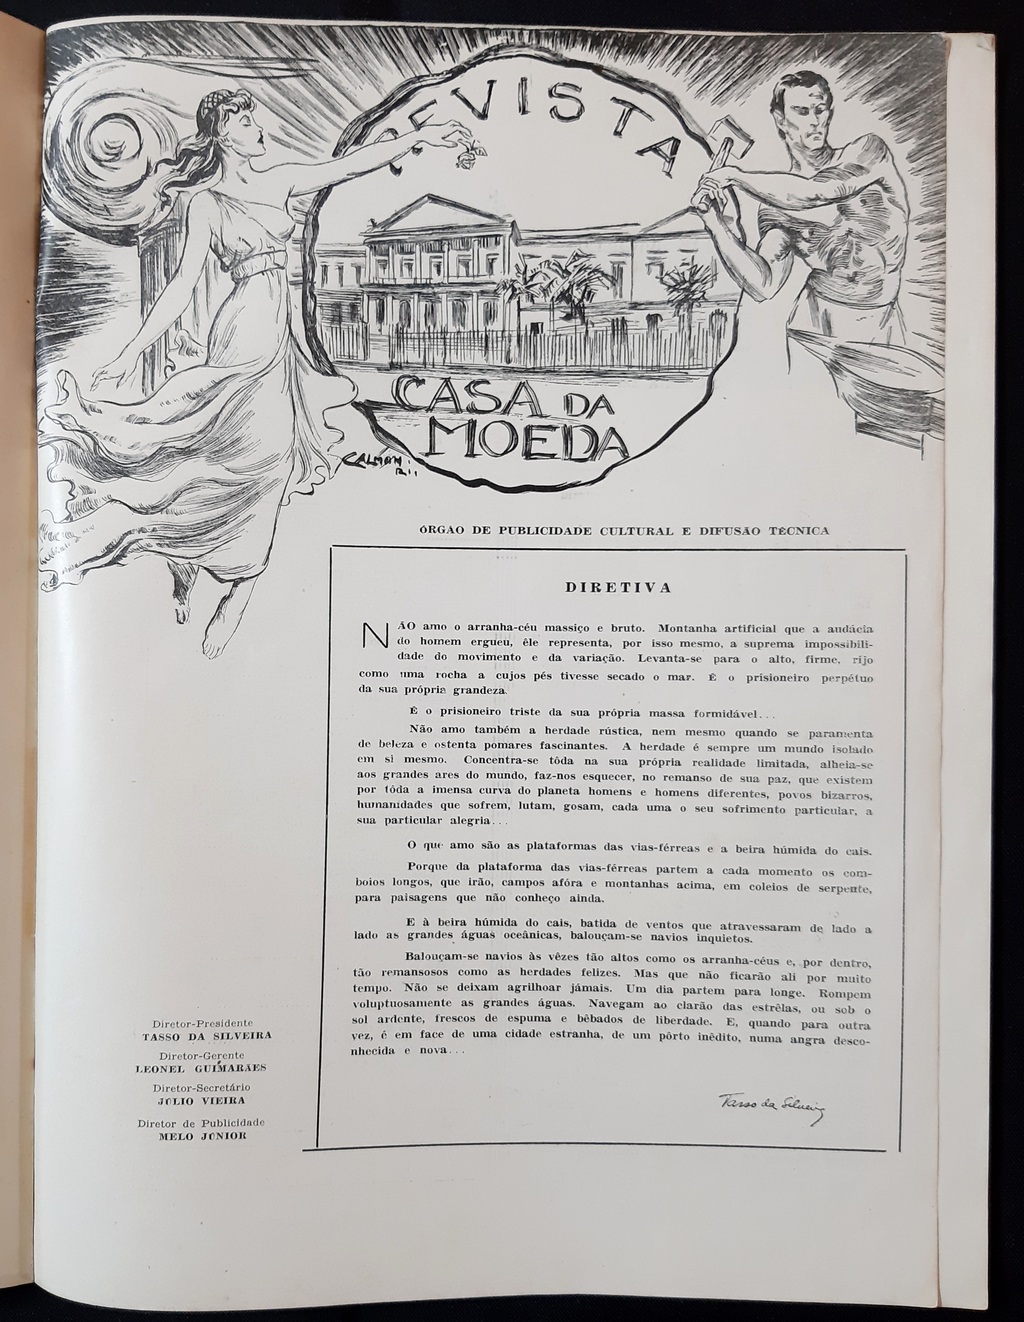 REVISTA
CASA DA
MOEDA
CALMON
ÓRGÃO DE PUBLICIDADE CULTURAL E DIFUSÃO TÉCNICA
DIRETIVA
NÃO amo o arranha-céu massiço e bruto. Montanha artificial que a audácia
do homem ergueu, êle representa, por isso mesmo, a suprema impossibili-
dade do movimento e da variação. Levanta-se para o alto, firme, rijo
como uma rocha a cujos pés tivesse secado o mar. É o prisioneiro perpétuo
da sua própria grandeza.
É o prisioneiro triste da sua própria massa formidável...
Não amo também a herdade rústica, nem mesmo quando se paramenta
de beleza e ostenta pomares fascinantes. A herdade é sempre um mundo isolado
em si mesmo. Concentra-se tôda na sua própria realidade limitada, alheia-se
aos grandes ares do mundo, faz-nos esquecer, no remanso de sua paz, que existem
por tôda a imensa curva do planeta homens e homens diferentes, povos bizarros,
humanidades que sofrem, lutam, gosam, cada uma o seu sofrimento particular, a
sua particular alegria...
O que amo são as plataformas das vias-férreas e a beira húmida do cais.
Porque da plataforma das vias-férreas partem a cada momento os com-
boios longos, que irão, campos afóra e montanhas acima, em coleios de serpente,
para paisagens que não conheço ainda.
E à beira húmida do cais, batida de ventos que atravessaram de lado a
lado as grandes águas oceânicas, balouçam-se navios inquietos.
Balouçam-se navios às vêzes tão altos como os arranha-céus e, por dentro,
tão remansosos como as herdades felizes. Mas que não ficarão ali por muito
tempo. Não se deixam agrilhoar jámais. Um dia partem para longe. Rompem
voluptuosamente as grandes águas. Navegam ao clarão das estrêlas, ou sob o
sol ardente, frescos de espuma e bêbados de liberdade. E, quando para outra
vez, é em face de uma cidade estranha, de um pôrto inédito, numa angra desco-
nhecida e nova...
Tasso da Silveira
Diretor-Presidente
TASSO DA SILVEIRA
Diretor-Gerente
LEONEL GUIMARÃES
Diretor-Secretário
JÚLIO VIEIRA
Diretor de Publicidade
MELO JÚNIOR